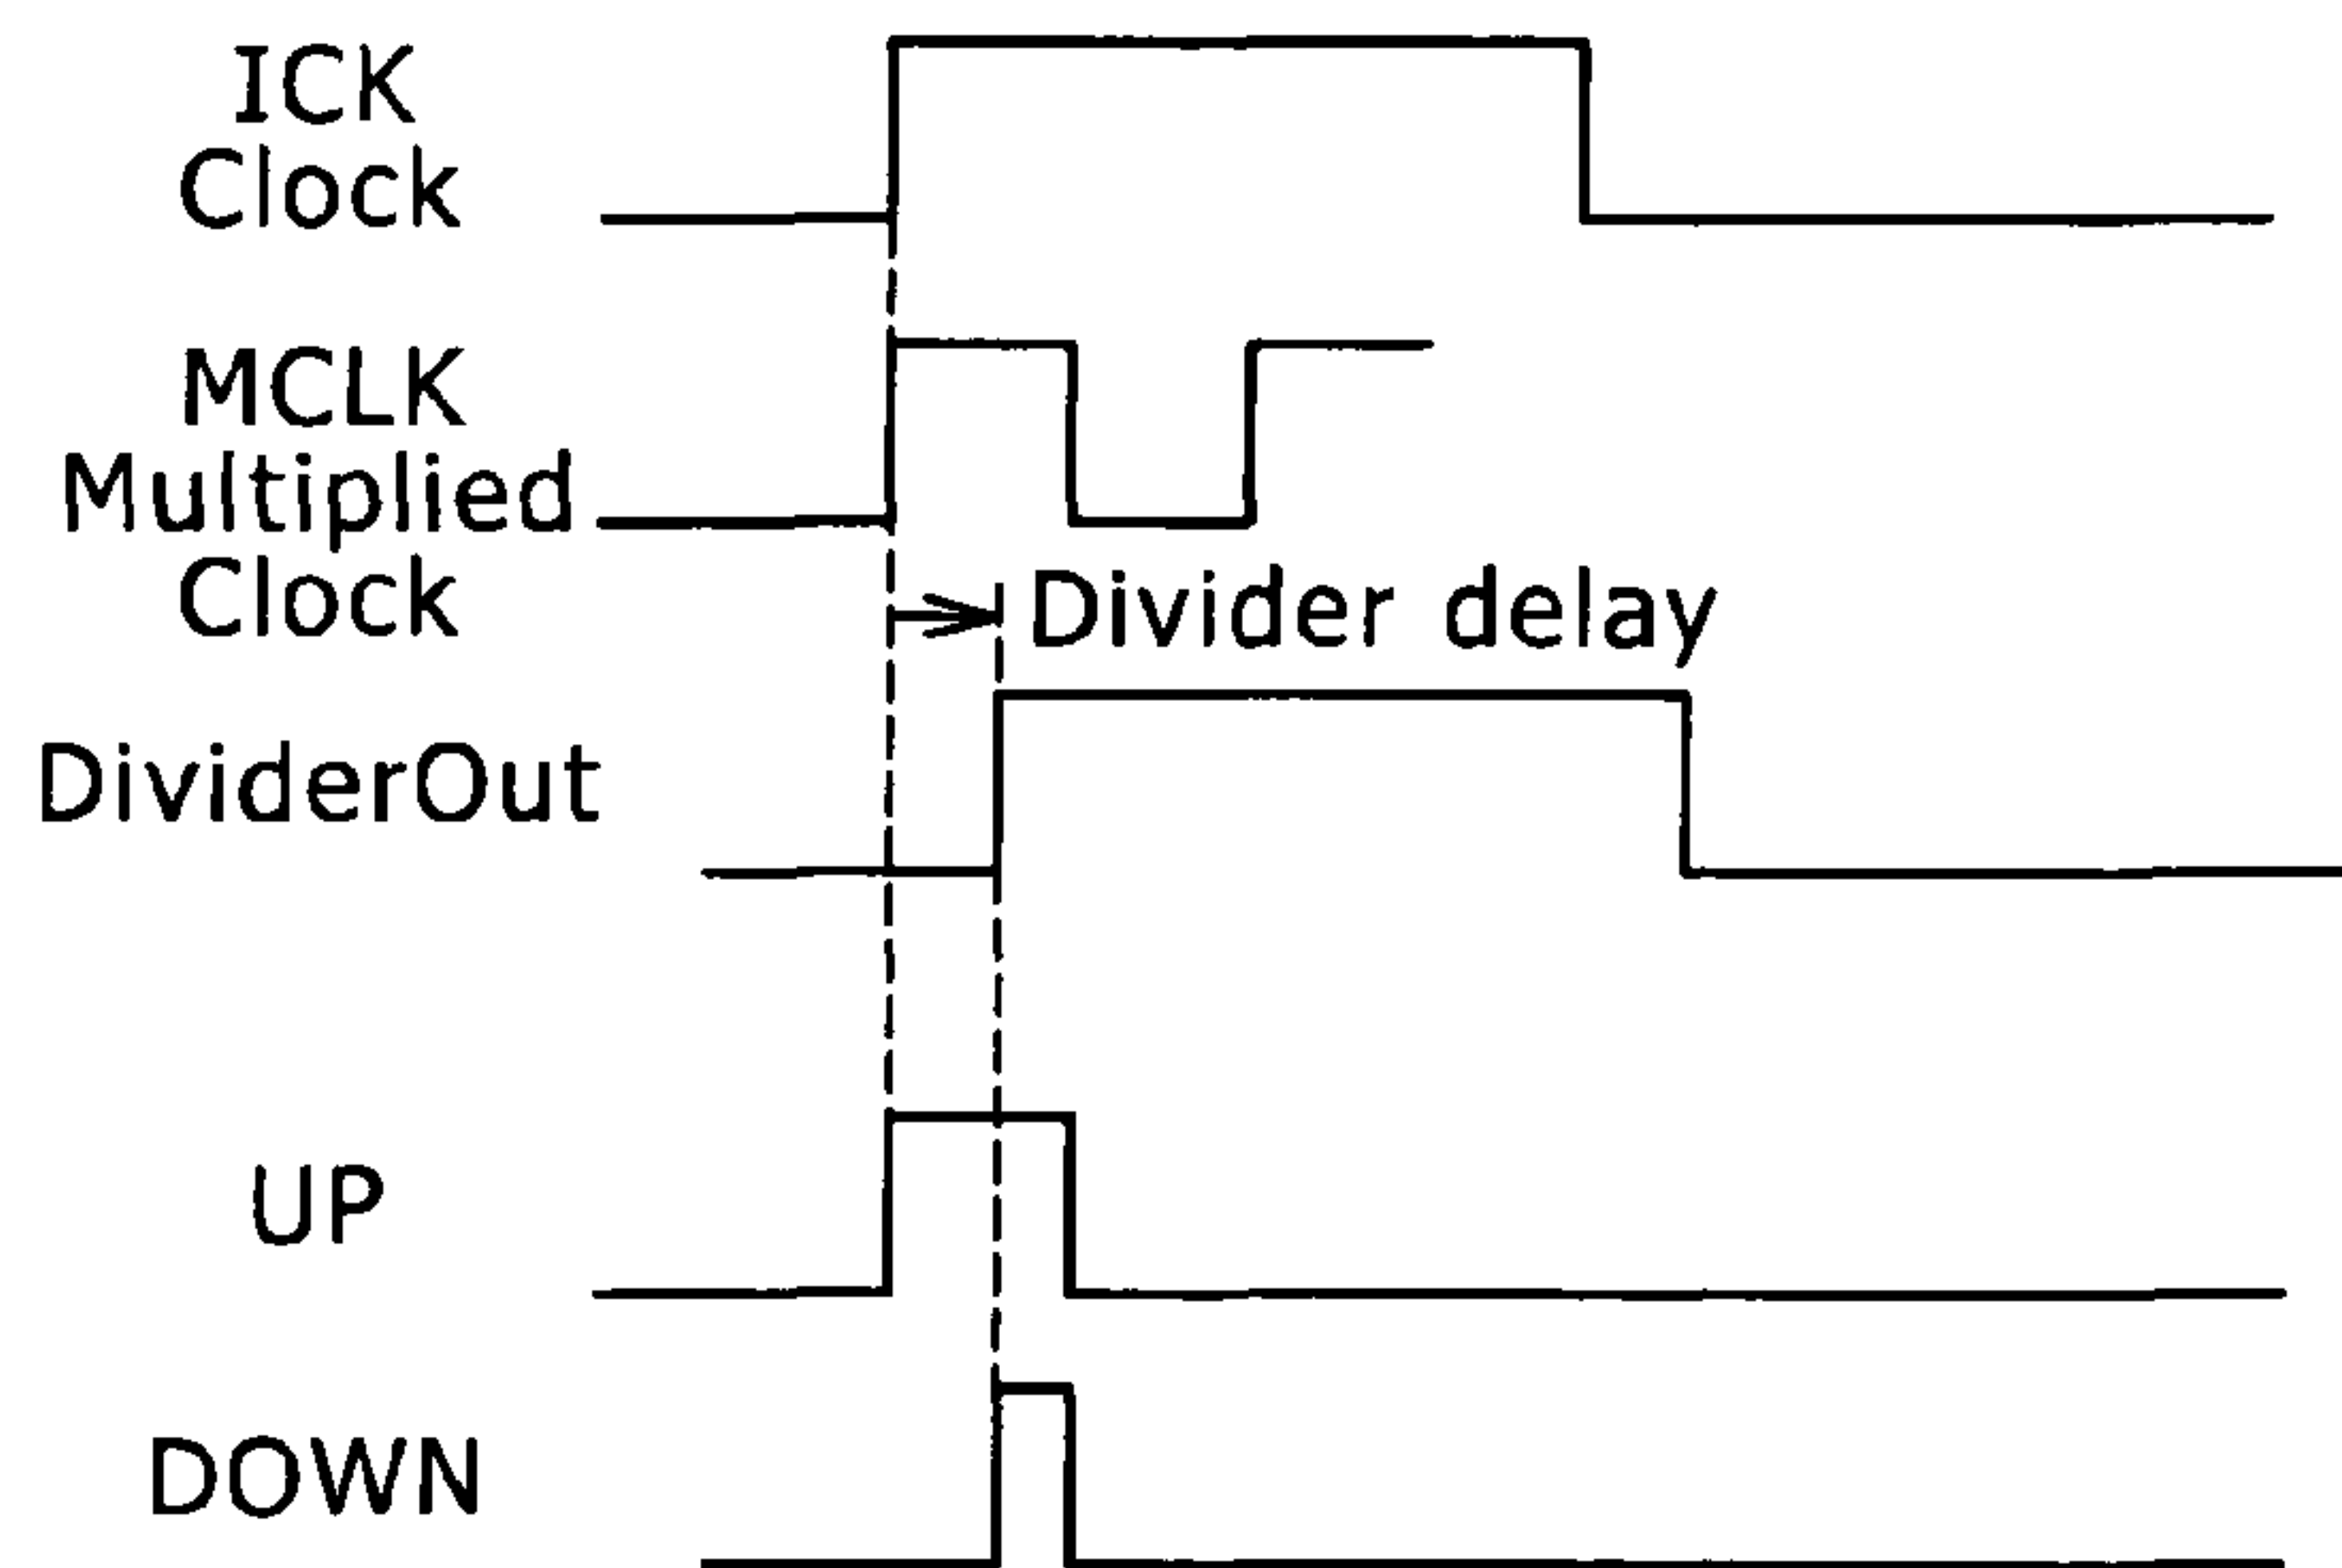 ICK
Clock
MCLK
Multiplied
Clock
Divider delay
DividerOut
UP
DOWN